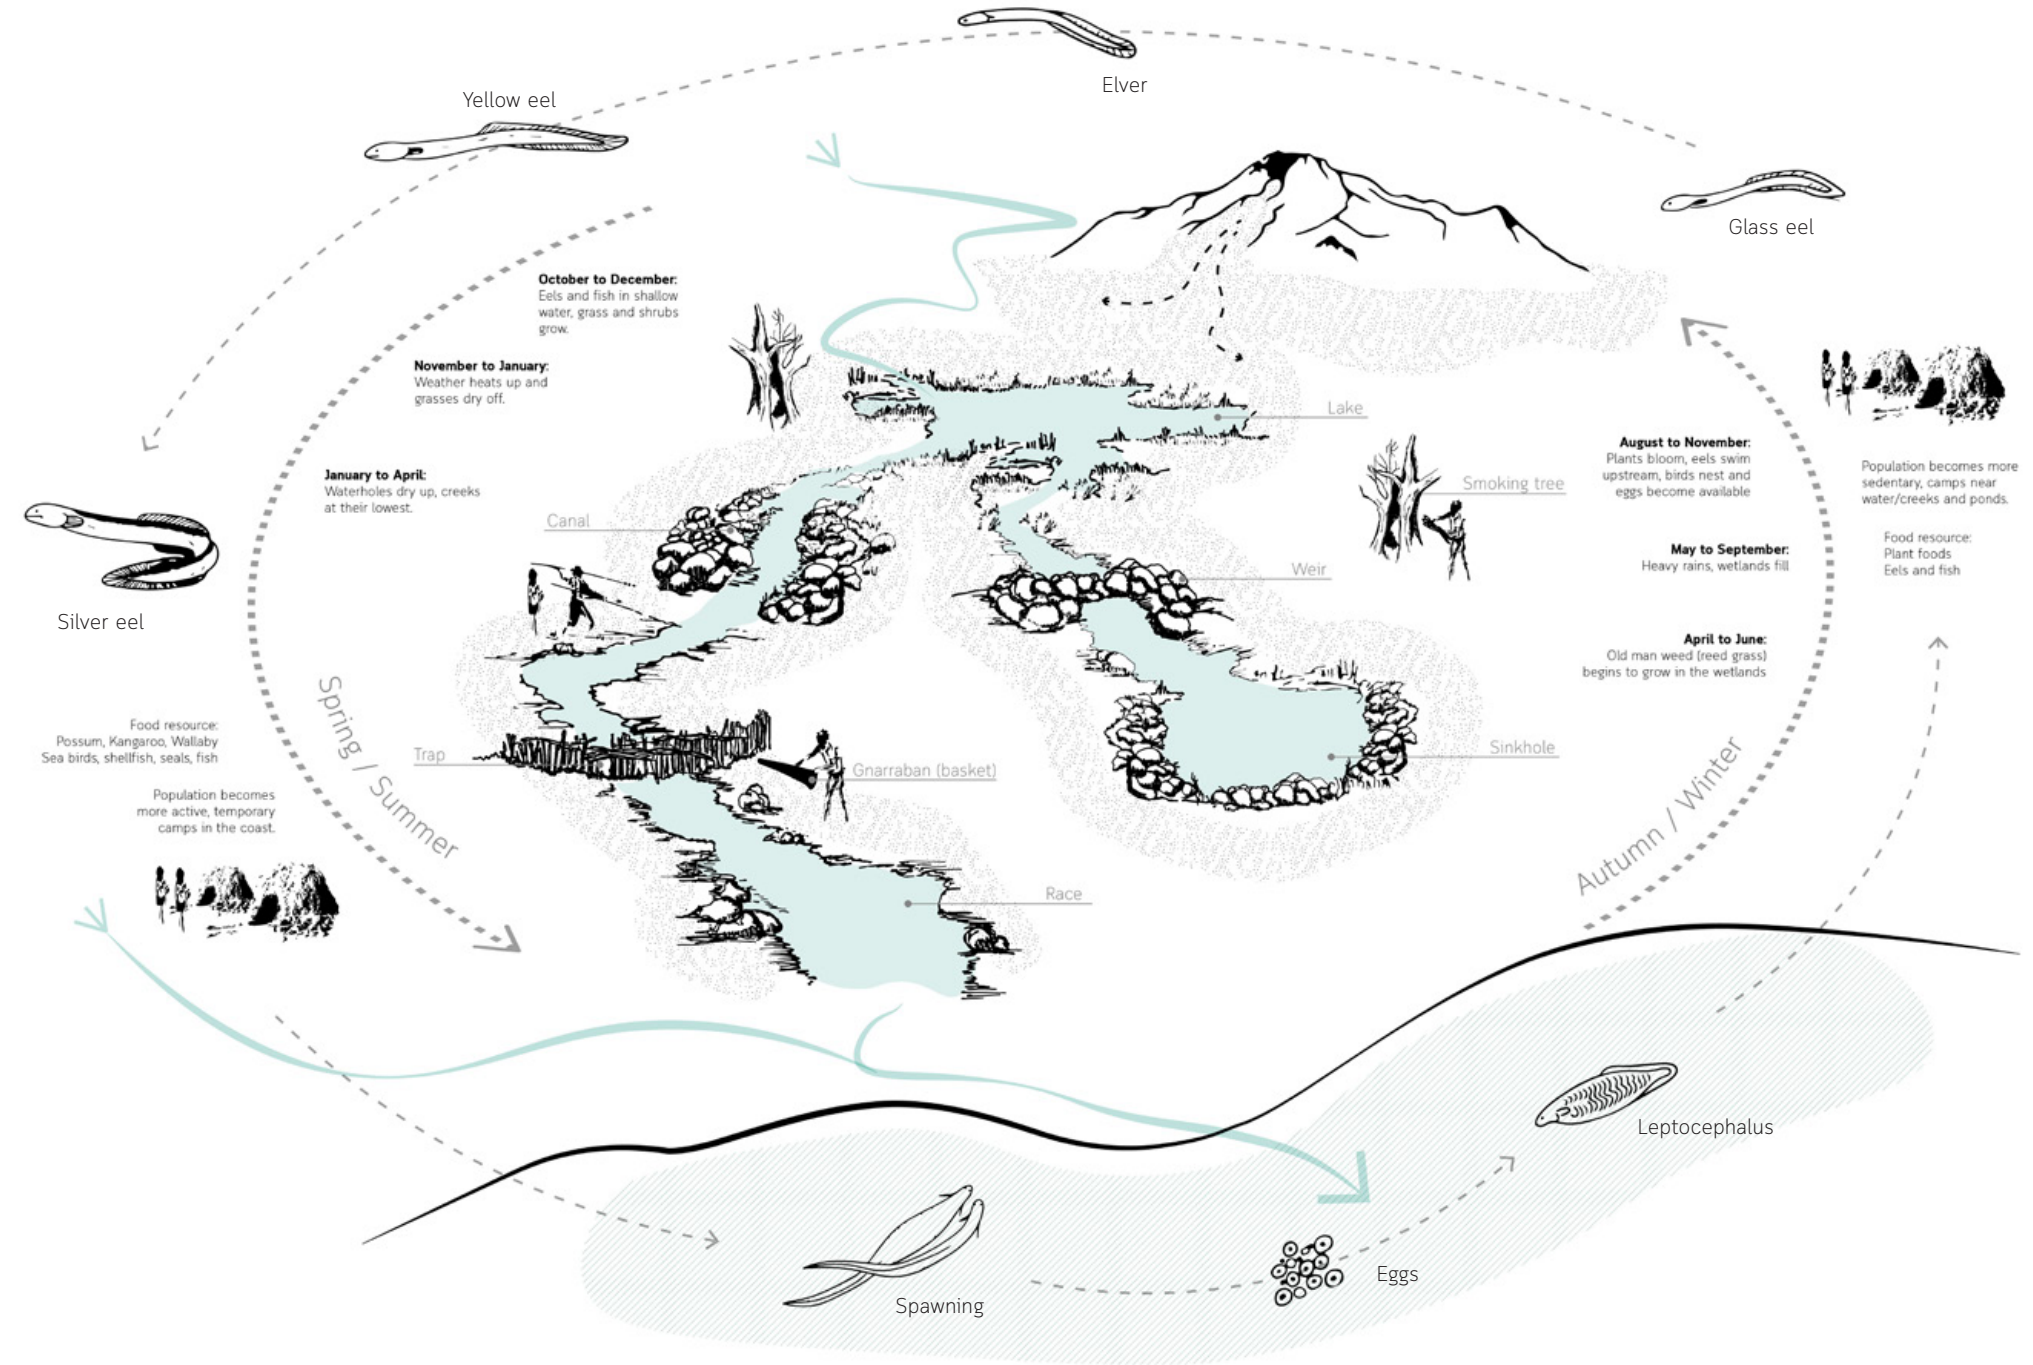 Elver
Yellow eel
Glass eel
October to December:
Eels and fish in shallow
water, grass and shrubs
grow.
November to January:
Weather heats up and
grasses dry off.
January to April:
Waterholes dry up, creeks
at their lowest.
Silver eel
Spring / Summer
Food resource:
Possum, Kangaroo, Wallaby
Sea birds, shellfish, seals, fish
Population becomes
more active, temporary
camps in the coast.
Lake
Canal
Smoking tree
Weir
Trap
Gnarraban (basket)
Sinkhole
Race
August to November:
Plants bloom, eels swim
upstream, birds nest and
eggs become available
May to September:
Heavy rains, wetlands fill
April to June:
Old man weed (reed grass)
begins to grow in the wetlands
Population becomes more
sedentary, camps near
water/creeks and ponds.
Food resource:
Plant foods
Eels and fish
Autumn / Winter
Leptocephalus
Eggs
Spawning